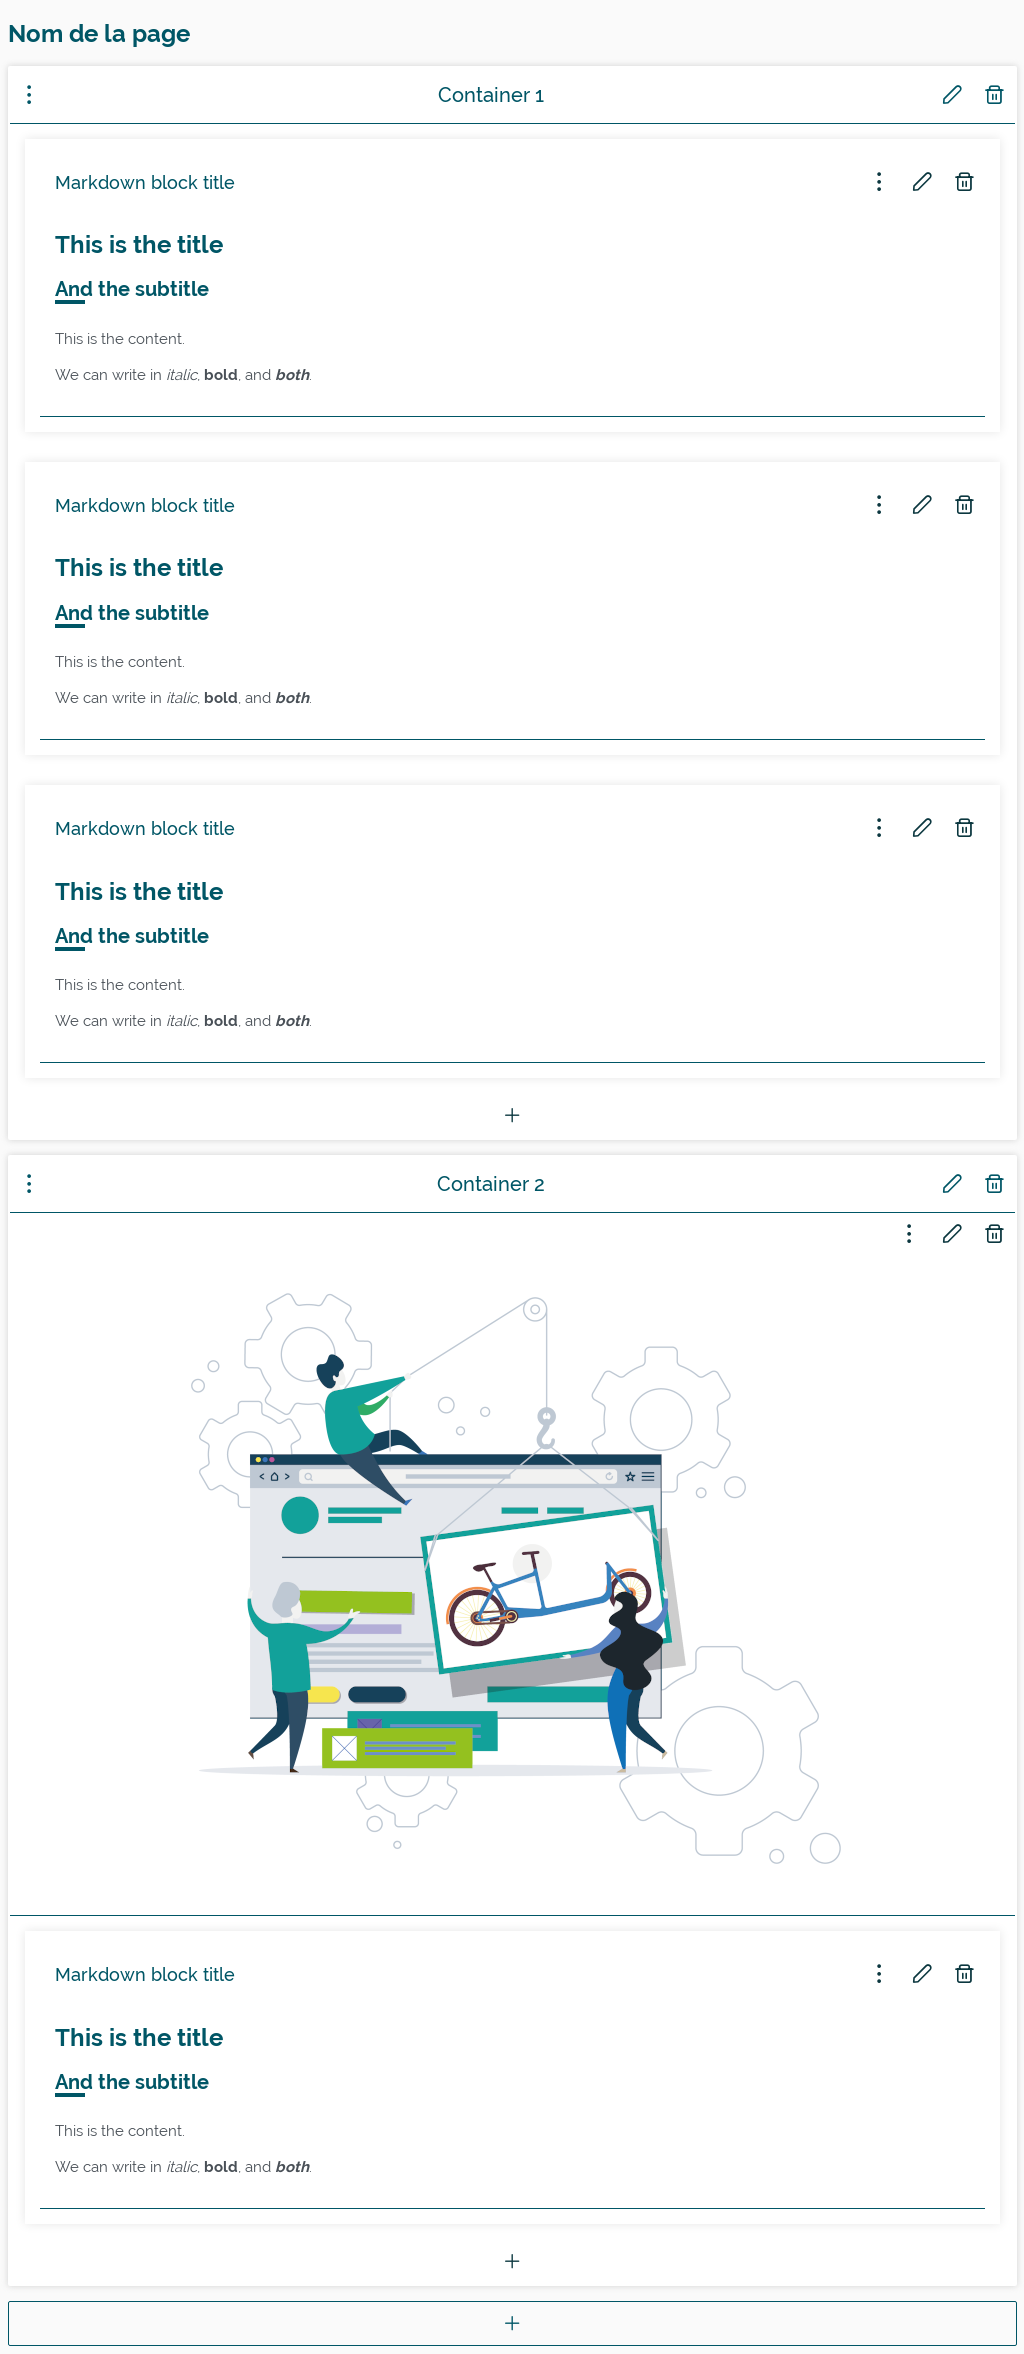 Nom de la page
Container 1
Markdown block title
This is the title
And the subtitle
This is the content.
We can write in italic, bold, and both.
Markdown block title
This is the title
And the subtitle
This is the content.
We can write in italic, bold, and both.
Markdown block title
This is the title
And the subtitle
This is the content.
We can write in italic, bold, and both.
Container 2
Markdown block title
This is the title
And the subtitle
This is the content.
We can write in italic, bold, and both.